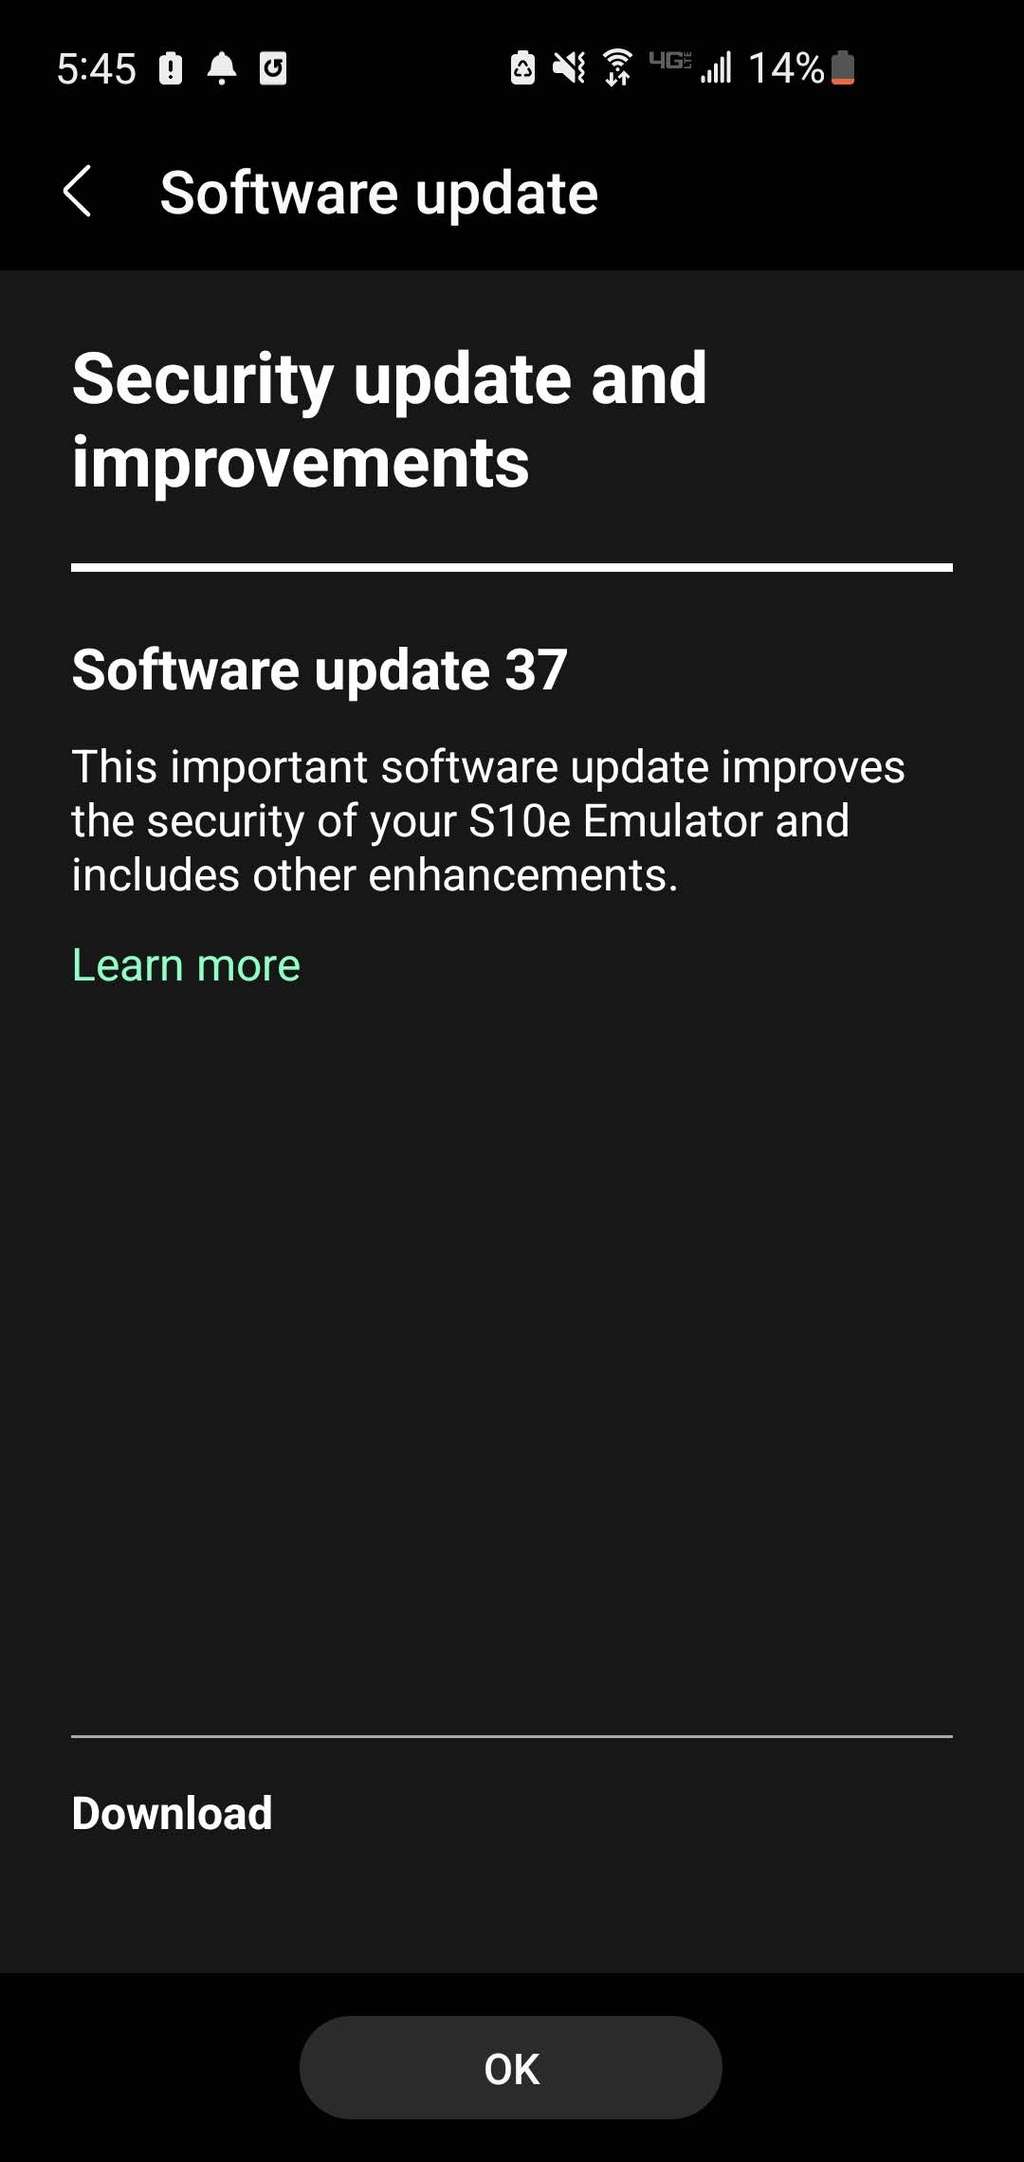 5:45 4G LTE 14%
Software update
Security update and
improvements
Software update 37
This important software update improves
the security of your S10e Emulator and
includes other enhancements.
Learn more
Download
OK